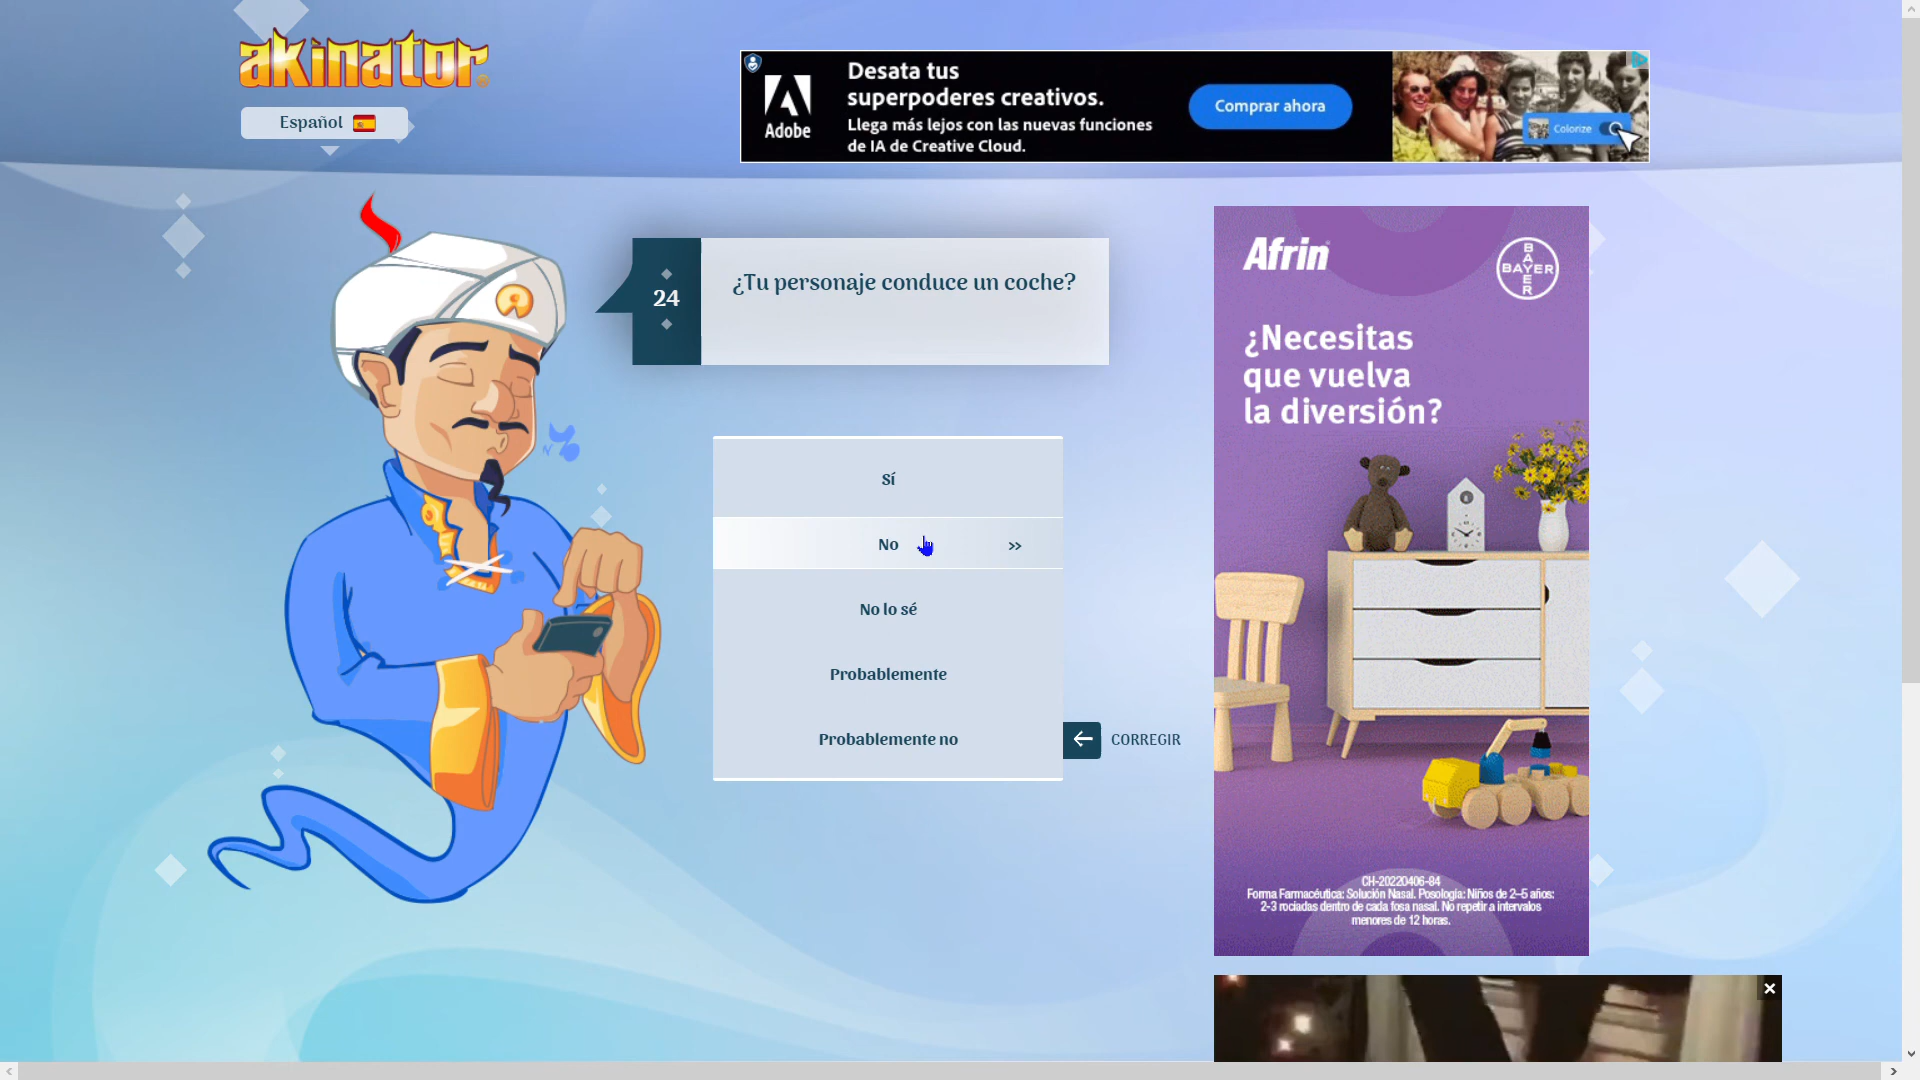 akinator
Español
Adobe
Desata tus
superpoderes creativos.
Llega más lejos con las nuevas funciones
de IA de Creative Cloud.
Comprar ahora
Colorize
24
¿Tu personaje conduce un coche?
Sí
No >>
No lo sé
Probablemente
Probablemente no
CORREGIR
Afrin
BAYER
BAYER
¿Necesitas
que vuelva
la diversión?
CH-20220406-84
Forma Farmacéutica: Solución Nasal. Posología: Niños de 2–5 años:
2-3 rociadas dentro de cada fosa nasal. No repetir a intervalos
menores de 12 horas.